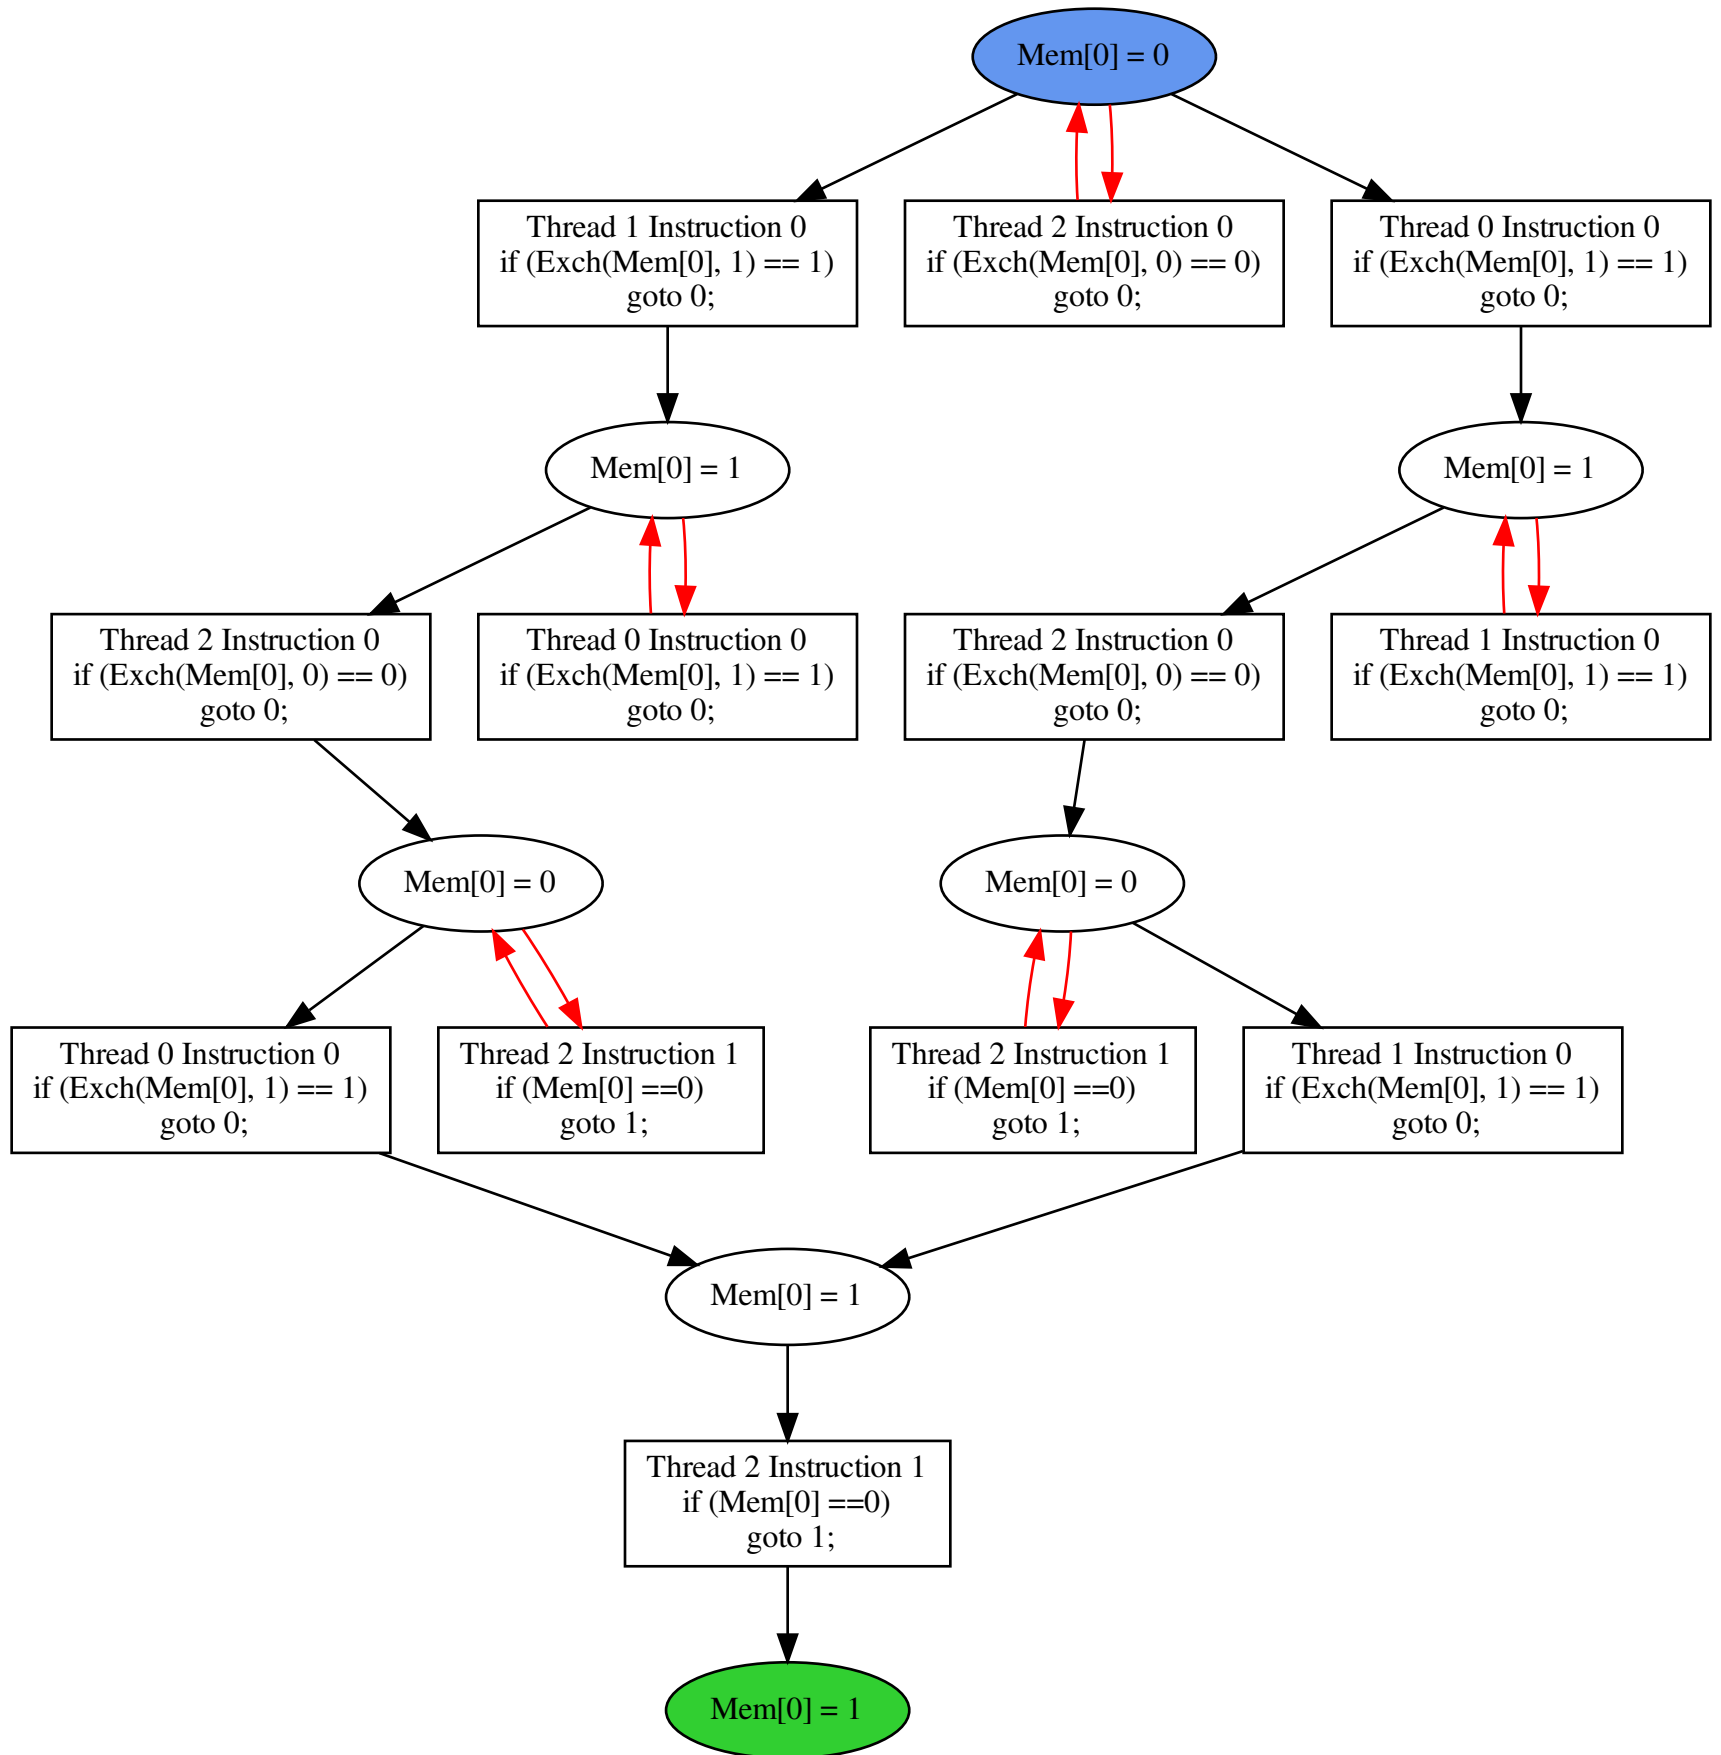 Mem[0] = 0
Thread 1 Instruction 0
if (Exch(Mem[0], 1) == 1)
goto 0;
Thread 2 Instruction 0
if (Exch(Mem[0], 0) == 0)
goto 0;
Thread 0 Instruction 0
if (Exch(Mem[0], 1) == 1)
goto 0;
Mem[0] = 1
Mem[0] = 1
Thread 2 Instruction 0
if (Exch(Mem[0], 0) == 0)
goto 0;
Thread 0 Instruction 0
if (Exch(Mem[0], 1) == 1)
goto 0;
Thread 2 Instruction 0
if (Exch(Mem[0], 0) == 0)
goto 0;
Thread 1 Instruction 0
if (Exch(Mem[0], 1) == 1)
goto 0;
Mem[0] = 0
Mem[0] = 0
Thread 0 Instruction 0
if (Exch(Mem[0], 1) == 1)
goto 0;
Thread 2 Instruction 1
if (Mem[0] ==0)
goto 1;
Thread 2 Instruction 1
if (Mem[0] ==0)
goto 1;
Thread 1 Instruction 0
if (Exch(Mem[0], 1) == 1)
goto 0;
Mem[0] = 1
Thread 2 Instruction 1
if (Mem[0] ==0)
goto 1;
Mem[0] = 1